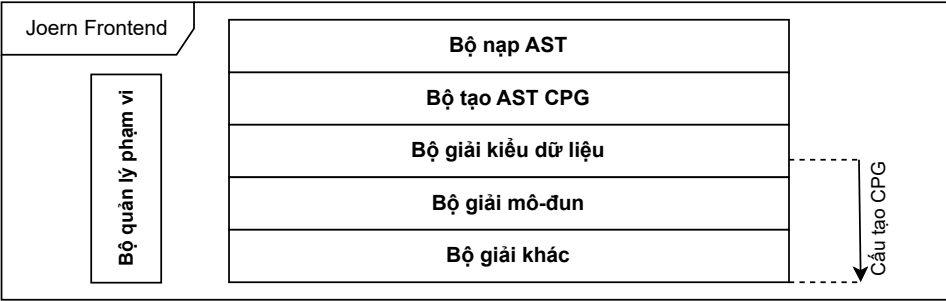 Joern Frontend
Bộ nạp AST
Bộ tạo AST CPG
Bộ giải kiểu dữ liệu
Bộ giải mô-đun
Bộ giải khác
Bộ quản lý phạm vi
Cấu tạo CPG